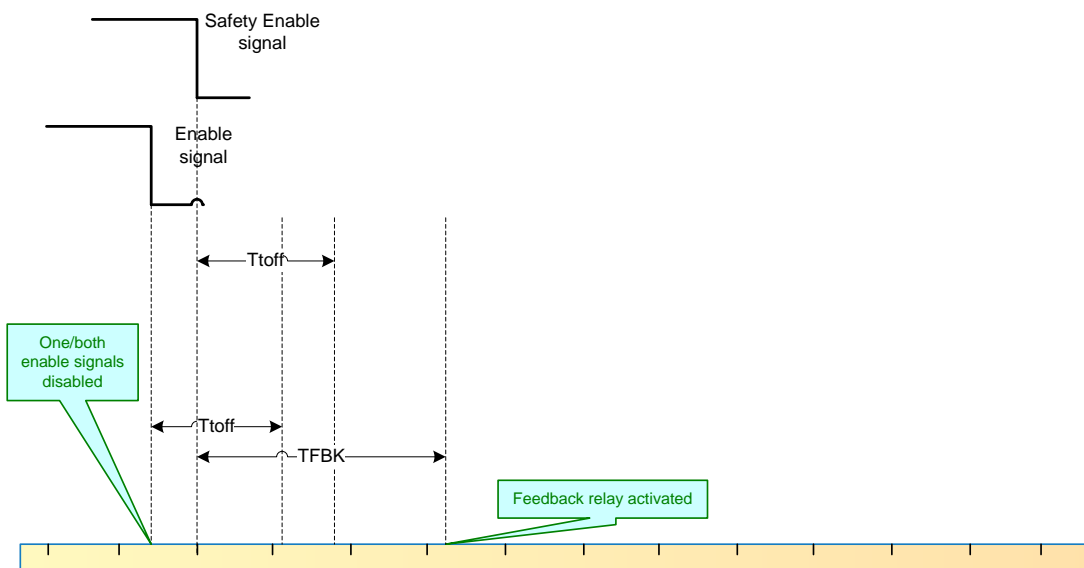 Safety Enable
signal
Enable
signal
Ttoff
One/both
enable signals
disabled
Ttoff
TFBK
Feedback relay activated